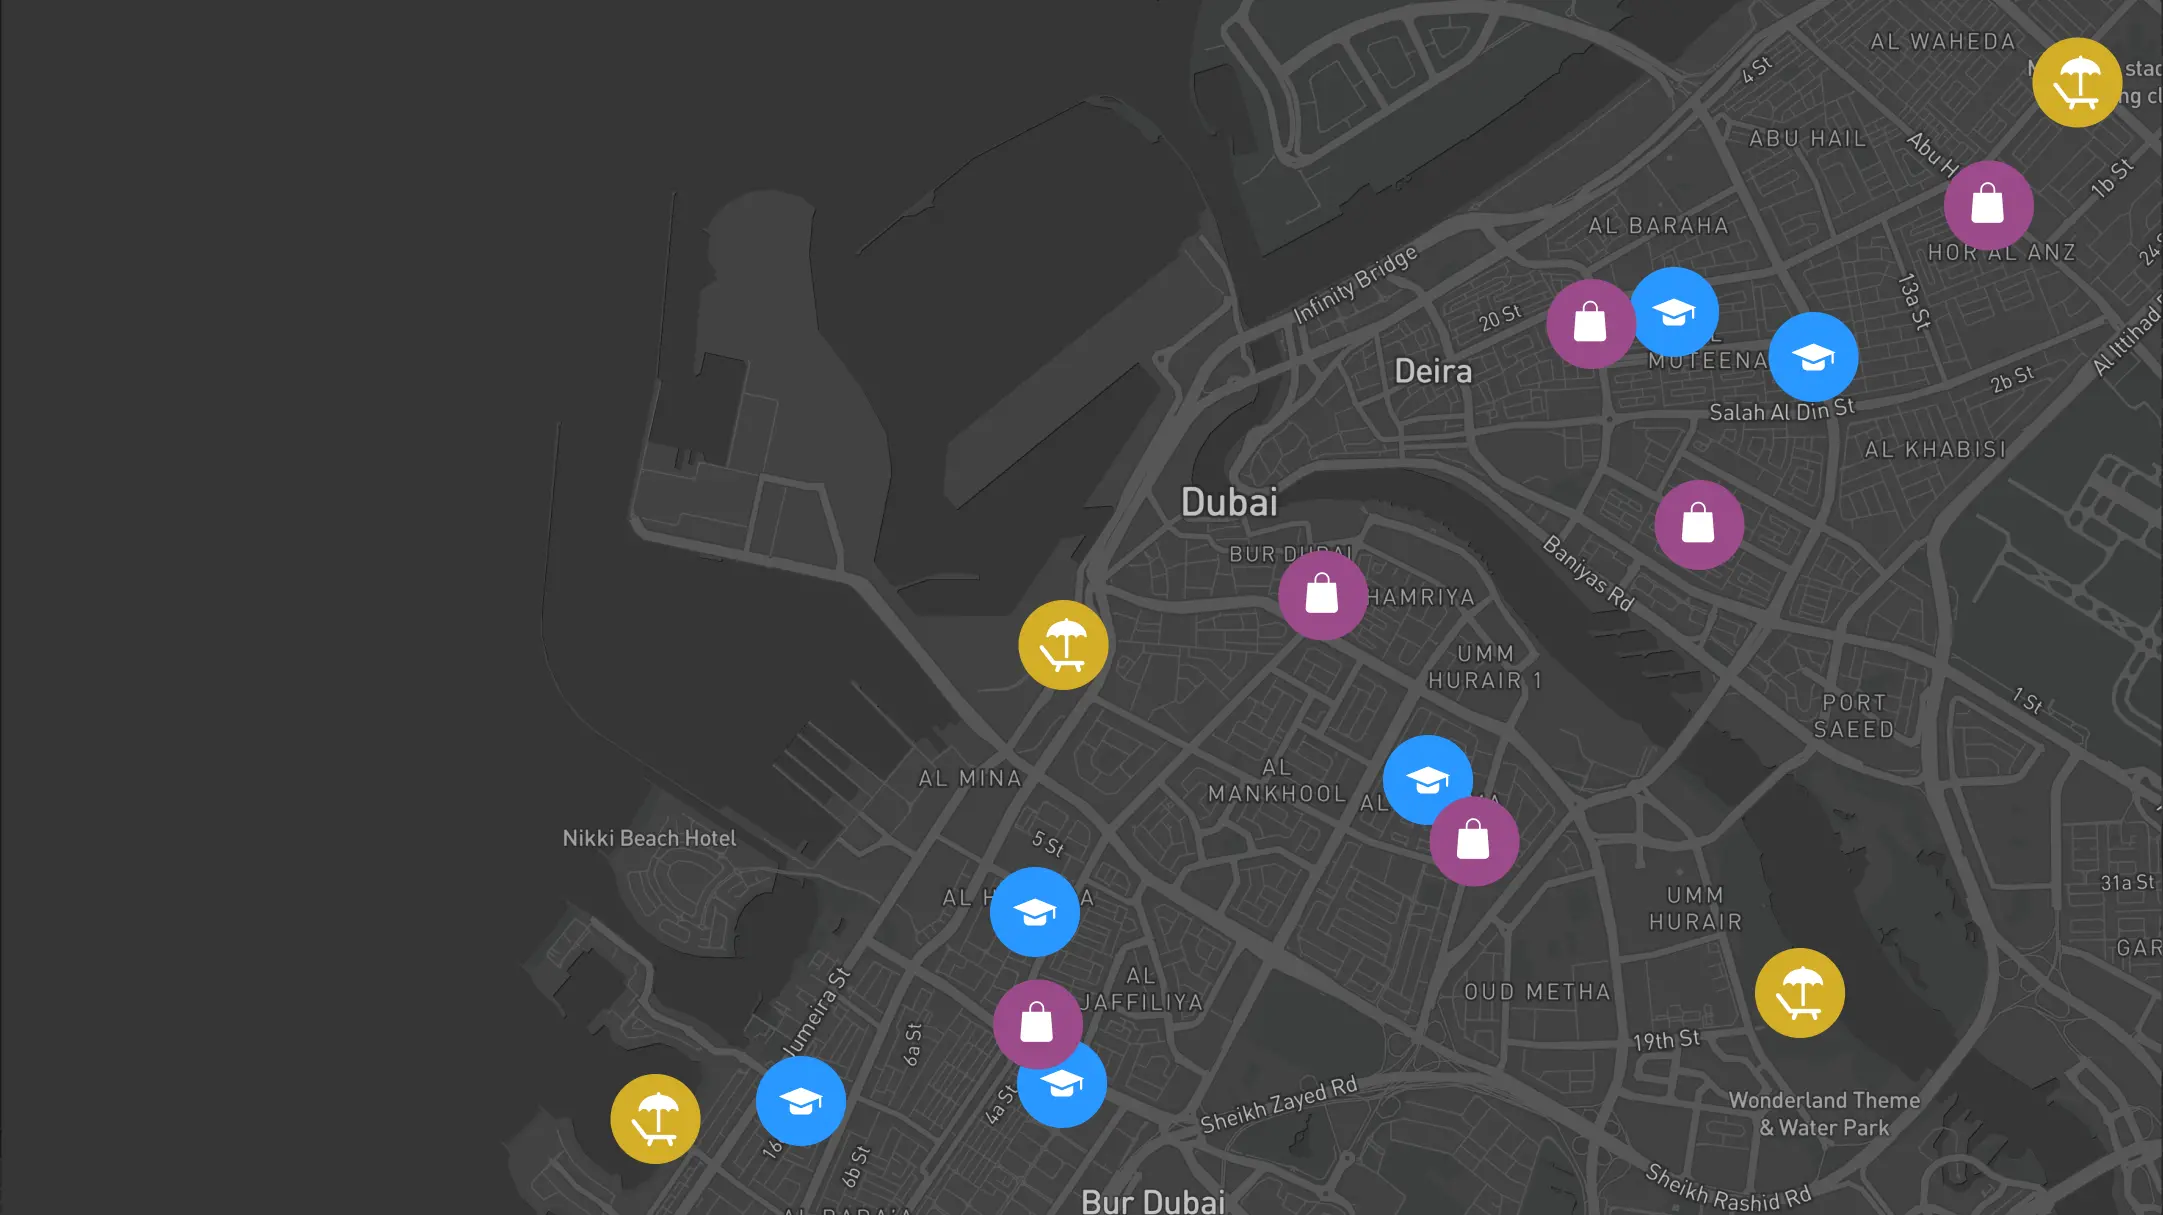 AL WAHEDA
4 St
stad
ng cl
ABU HAIL
Abu H
1b St
AL BARAHA
HOR AL ANZ
Infinity Bridge
13a St
20 St
Deira
MUTEENA
Al Ittihad
2b St
Salah Al Din St
AL KHABISI
Dubai
BUR DUBAI
Baniyas Rd
HAMRIYA
UMM
HURAIR 1
1 St
PORT
SAEED
AL MINA
AL
MANKHOOL
AL
Nikki Beach Hotel
5 St
31a St
AL H
A
UMM
HURAIR
GAR
AL
JAFFILIYA
OUD METHA
Jumeira St
6a St
19th St
4a St
Sheikh Zayed Rd
Wonderland Theme
& Water Park
16
6b St
Sheikh Rashid Rd
Bur Dubai